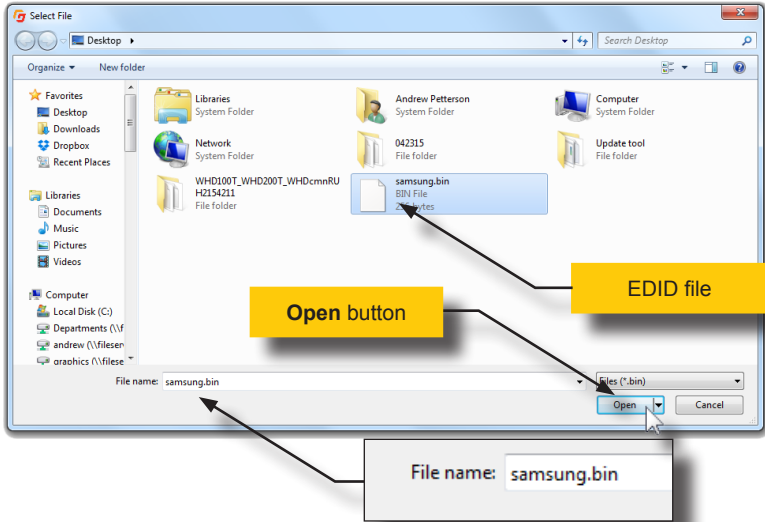 Select File
Desktop
Search Desktop
Organize
New folder
Favorites
Desktop
Downloads
Dropbox
Recent Places
Libraries
Documents
Music
Pictures
Videos
Computer
Local Disk (C:)
Departments (\\f
andrew (\\fileserv
graphics (\\filese
Libraries
System Folder
Andrew Petterson
System Folder
Computer
System Folder
Network
System Folder
042315
File folder
Update tool
File folder
WHD100T_WHD200T_WHDcmnRU
H2154211
File folder
samsung.bin
BIN File
bytes
EDID file
Open button
File name: samsung.bin
Files (*.bin)
Open
Cancel
File name: samsung.bin